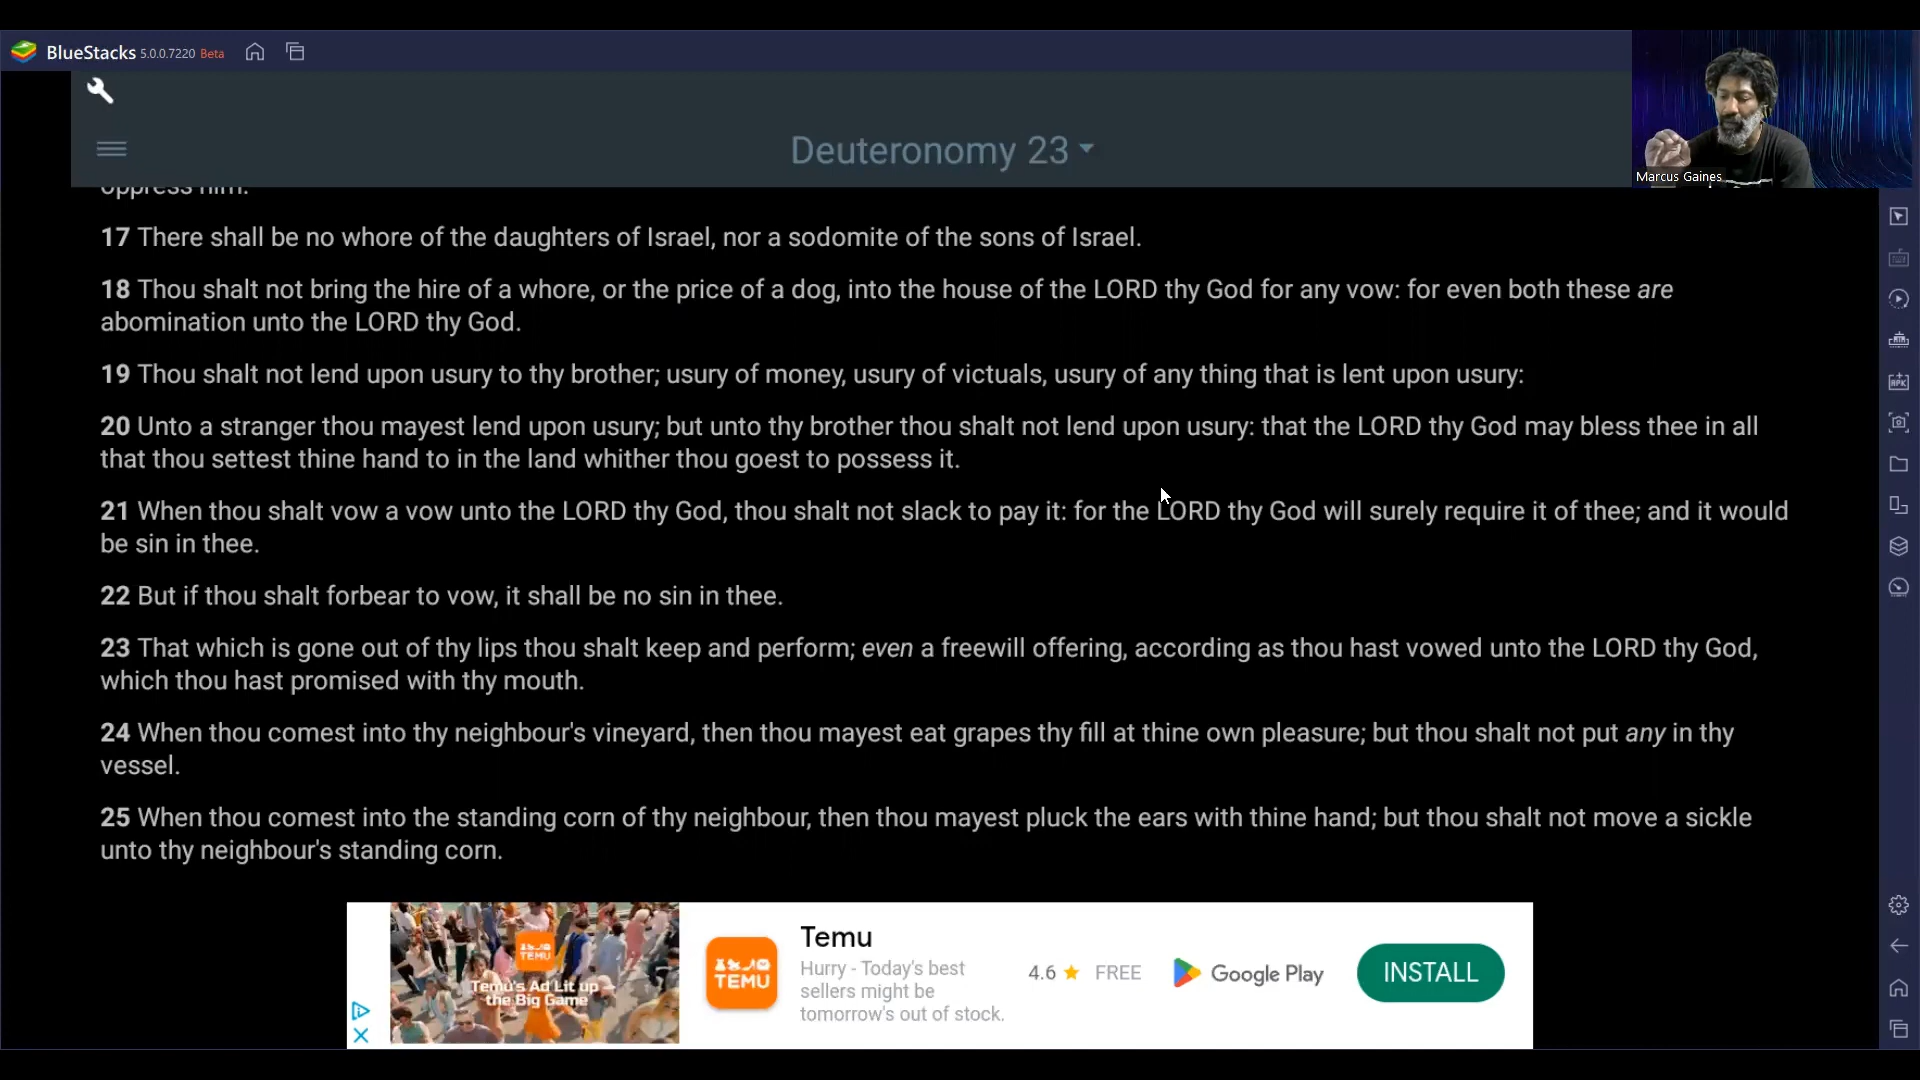 BlueStacks 5.0.0.7220 Beta
Marcus Gaines
Deuteronomy 23
oppress him.
17 There shall be no whore of the daughters of Israel, nor a sodomite of the sons of Israel.
18 Thou shalt not bring the hire of a whore, or the price of a dog, into the house of the LORD thy God for any vow: for even both these are
abomination unto the LORD thy God.
19 Thou shalt not lend upon usury to thy brother; usury of money, usury of victuals, usury of any thing that is lent upon usury:
20 Unto a stranger thou mayest lend upon usury; but unto thy brother thou shalt not lend upon usury: that the LORD thy God may bless thee in all
that thou settest thine hand to in the land whither thou goest to possess it.
21 When thou shalt vow a vow unto the LORD thy God, thou shalt not slack to pay it: for the LORD thy God will surely require it of thee; and it would
be sin in thee.
22 But if thou shalt forbear to vow, it shall be no sin in thee.
23 That which is gone out of thy lips thou shalt keep and perform; even a freewill offering, according as thou hast vowed unto the LORD thy God,
which thou hast promised with thy mouth.
24 When thou comest into thy neighbour's vineyard, then thou mayest eat grapes thy fill at thine own pleasure; but thou shalt not put any in thy
vessel.
25 When thou comest into the standing corn of thy neighbour, then thou mayest pluck the ears with thine hand; but thou shalt not move a sickle
unto thy neighbour's standing corn.
TEMU
Temu's Ad Lit up
the Big Game
TEMU
Temu
Hurry - Today's best
sellers might be
tomorrow's out of stock.
4.6 FREE
Google Play
INSTALL